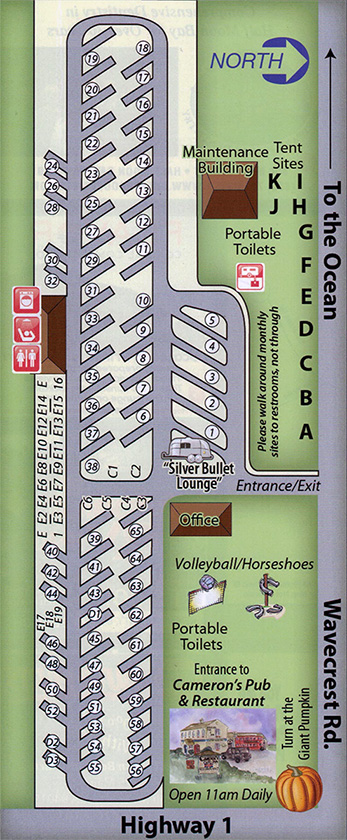 NORTH
To the Ocean
Maintenance
Building
Tent
Sites
K I
J H
G
F
E
D
C
B
A
Portable
Toilets
Please walk around monthly
sites to restrooms, not through
18
19
17
20
16
21
15
22
14
23
13
25
12
27
11
29
31
10
33
9
34
8
35
7
36
6
37
38
C1
C2
24
26
28
30
32
5
4
3
2
1
"Silver Bullet
Lounge"
Entrance/Exit
E E2 E4 E6 E8 E10 E12 E14 E
1 E3 E5 E7 E9 E11 E13 E15 16
C6
C5
C4
C3
Office
40
42
44
E17
E18
E19
46
48
50
52
D2
D3
39
65
41
64
43
63
D1
62
45
61
47
60
49
59
51
58
53
57
54
55
56
Volleyball/Horseshoes
Portable
Toilets
Entrance to
Cameron's Pub
& Restaurant
Open 11am Daily
Turn at the
Giant Pumpkin
Wavecrest Rd.
Highway 1